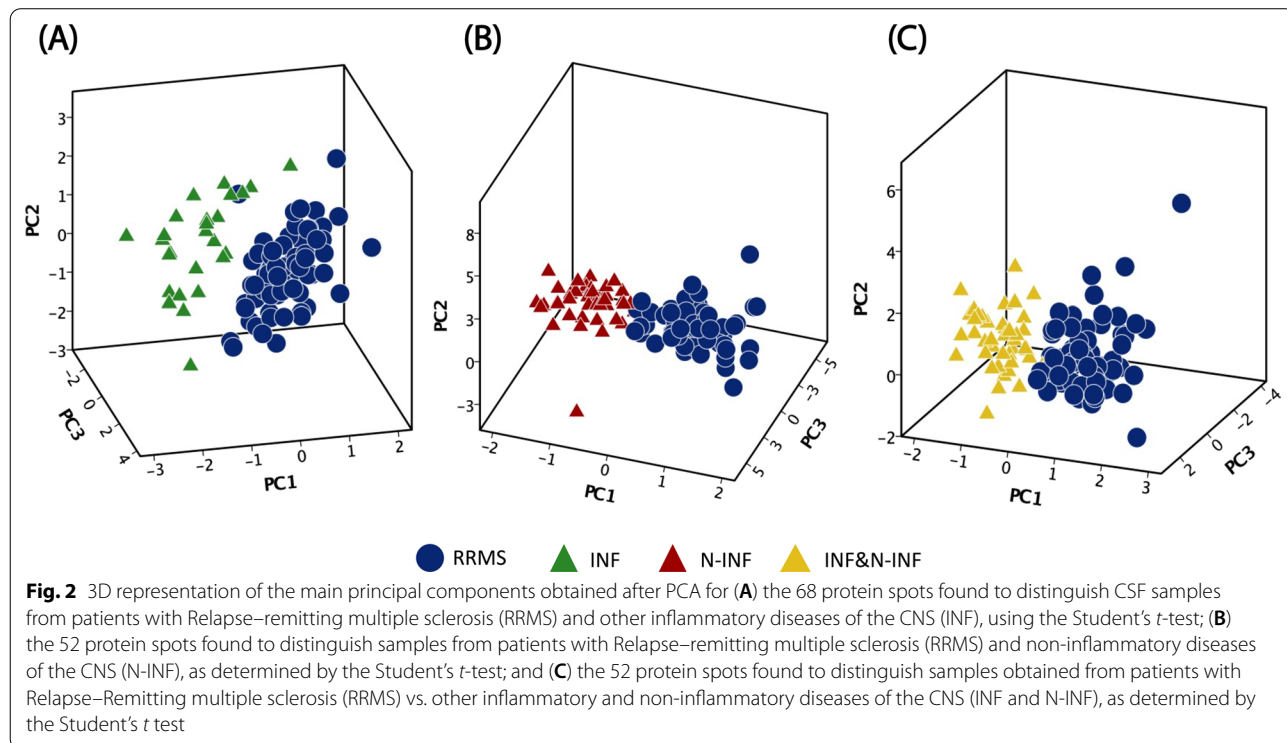 (A)
(B)
(C)
3
2
1
0
−1
−2
−3
PC2
−2
0
2
4
PC3
−3
−2
−1
0
1
2
PC1
8
5
3
0
−3
PC2
−2
−1
0
1
2
PC1
5
3
0
−3
−5
PC3
6
4
2
0
−2
PC2
−2
−1
0
1
2
3
PC1
2
0
−2
−4
PC3
RRMS INF N-INF INF&N-INF
Fig. 2 3D representation of the main principal components obtained after PCA for (A) the 68 protein spots found to distinguish CSF samples
from patients with Relapse–remitting multiple sclerosis (RRMS) and other inflammatory diseases of the CNS (INF), using the Student's t-test; (B)
the 52 protein spots found to distinguish samples from patients with Relapse–remitting multiple sclerosis (RRMS) and non-inflammatory diseases
of the CNS (N-INF), as determined by the Student's t-test; and (C) the 52 protein spots found to distinguish samples obtained from patients with
Relapse–Remitting multiple sclerosis (RRMS) vs. other inflammatory and non-inflammatory diseases of the CNS (INF and N-INF), as determined by
the Student's t test